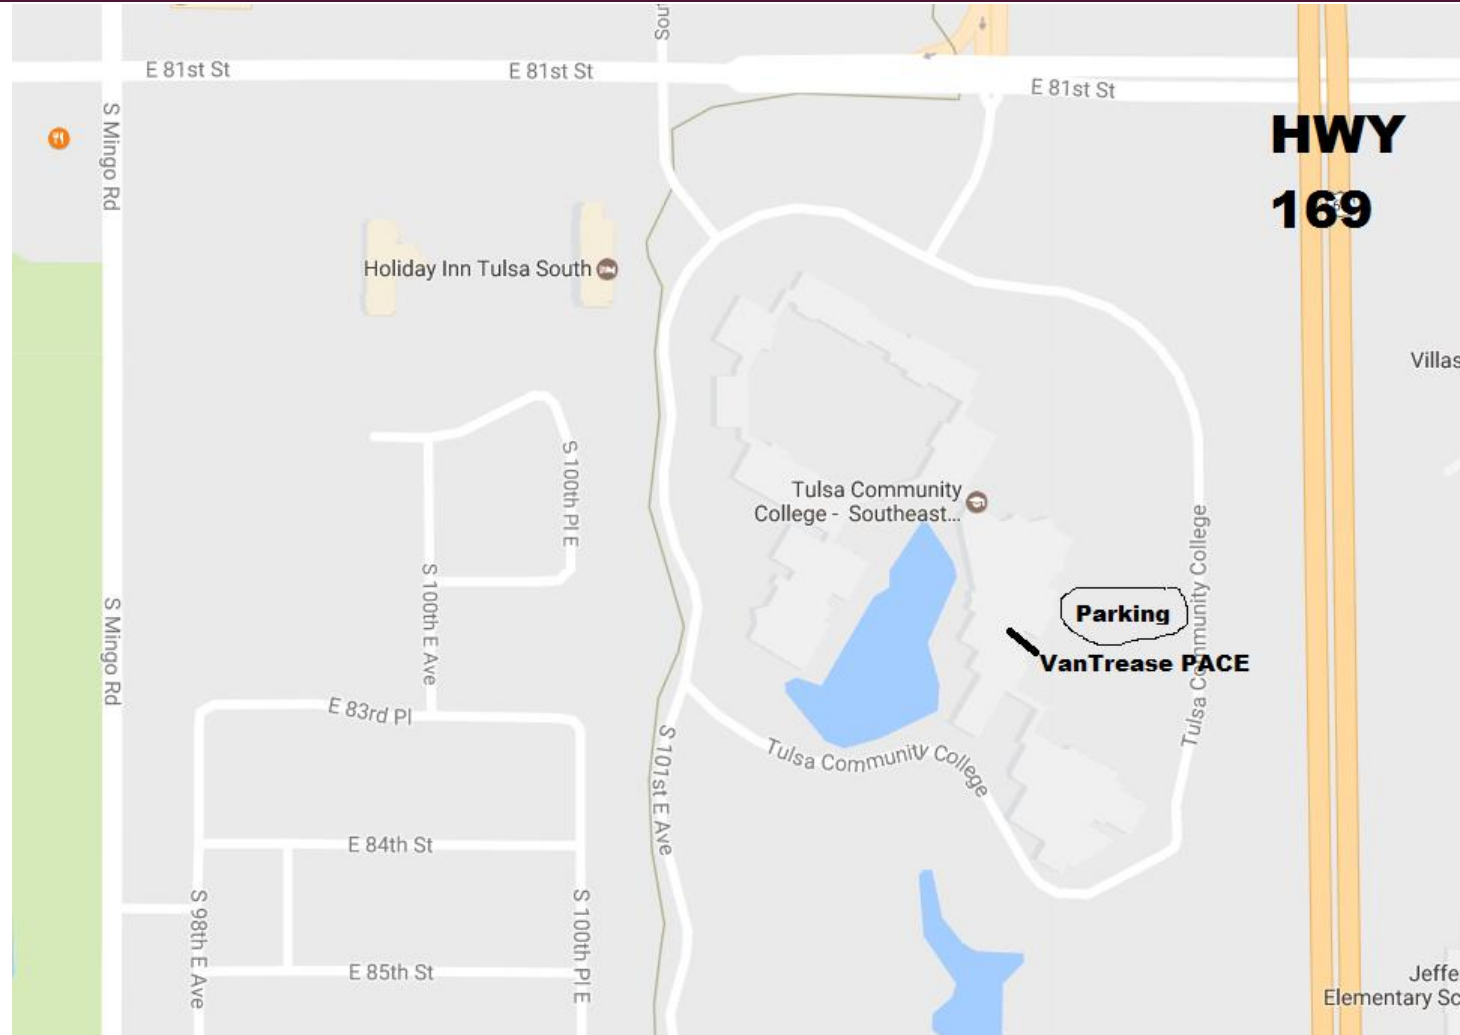 Sou
E 81st St
E 81st St
E 81st St
S Mingo Rd
HWY
169
Holiday Inn Tulsa South
Villas
S 100th Pl E
Tulsa Community
College - Southeast...
Tulsa Community College
S 100th E Ave
S Mingo Rd
Parking
VanTrease PACE
E 83rd Pl
S 101st E Ave
Tulsa Community College
E 84th St
S 98th E Ave
S 100th Pl E
E 85th St
Jeffe
Elementary Sc